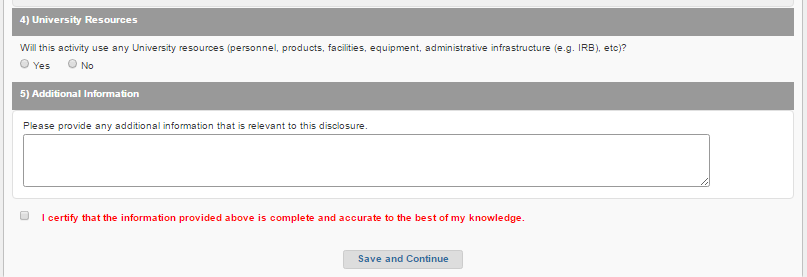 4) University Resources
Will this activity use any University resources (personnel, products, facilities, equipment, administrative infrastructure (e.g. IRB), etc)?
Yes No
5) Additional Information
Please provide any additional information that is relevant to this disclosure.
I certify that the information provided above is complete and accurate to the best of my knowledge.
Save and Continue